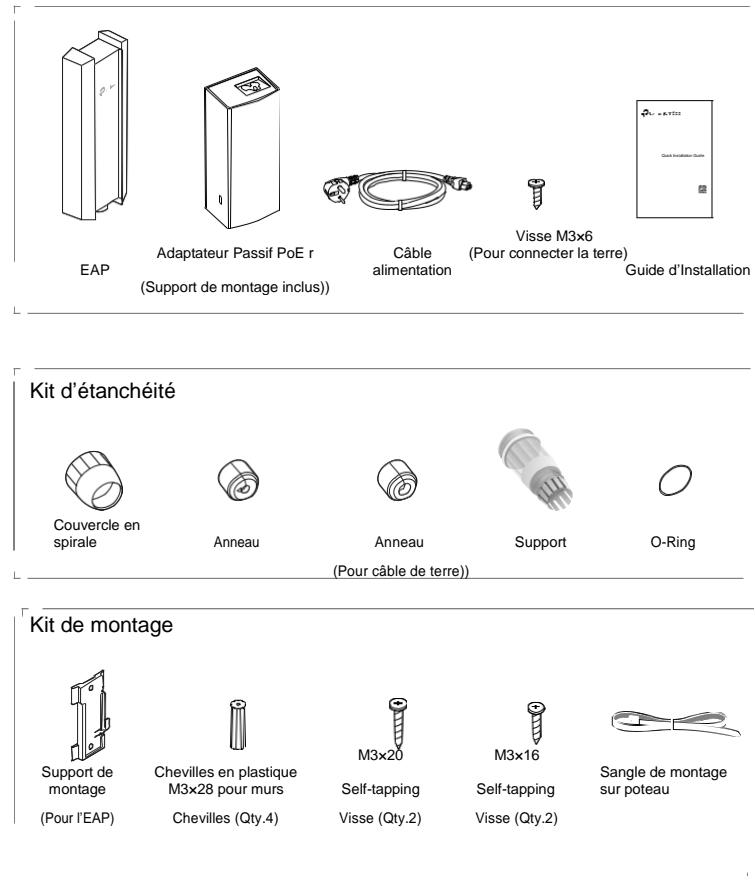 Quick Installation Guide
EAP
Adaptateur Passif PoE r
(Support de montage inclus))
Câble
alimentation
Visse M3×6
(Pour connecter la terre)
Guide d’Installation
Kit d’étanchéité
Couvercle en
spirale
Anneau
Anneau
(Pour câble de terre))
Support
O-Ring
Kit de montage
Support de
montage
(Pour l’EAP)
Chevilles en plastique
M3×28 pour murs
Chevilles (Qty.4)
M3×20
Self-tapping
Visse (Qty.2)
M3×16
Self-tapping
Visse (Qty.2)
Sangle de montage
sur poteau